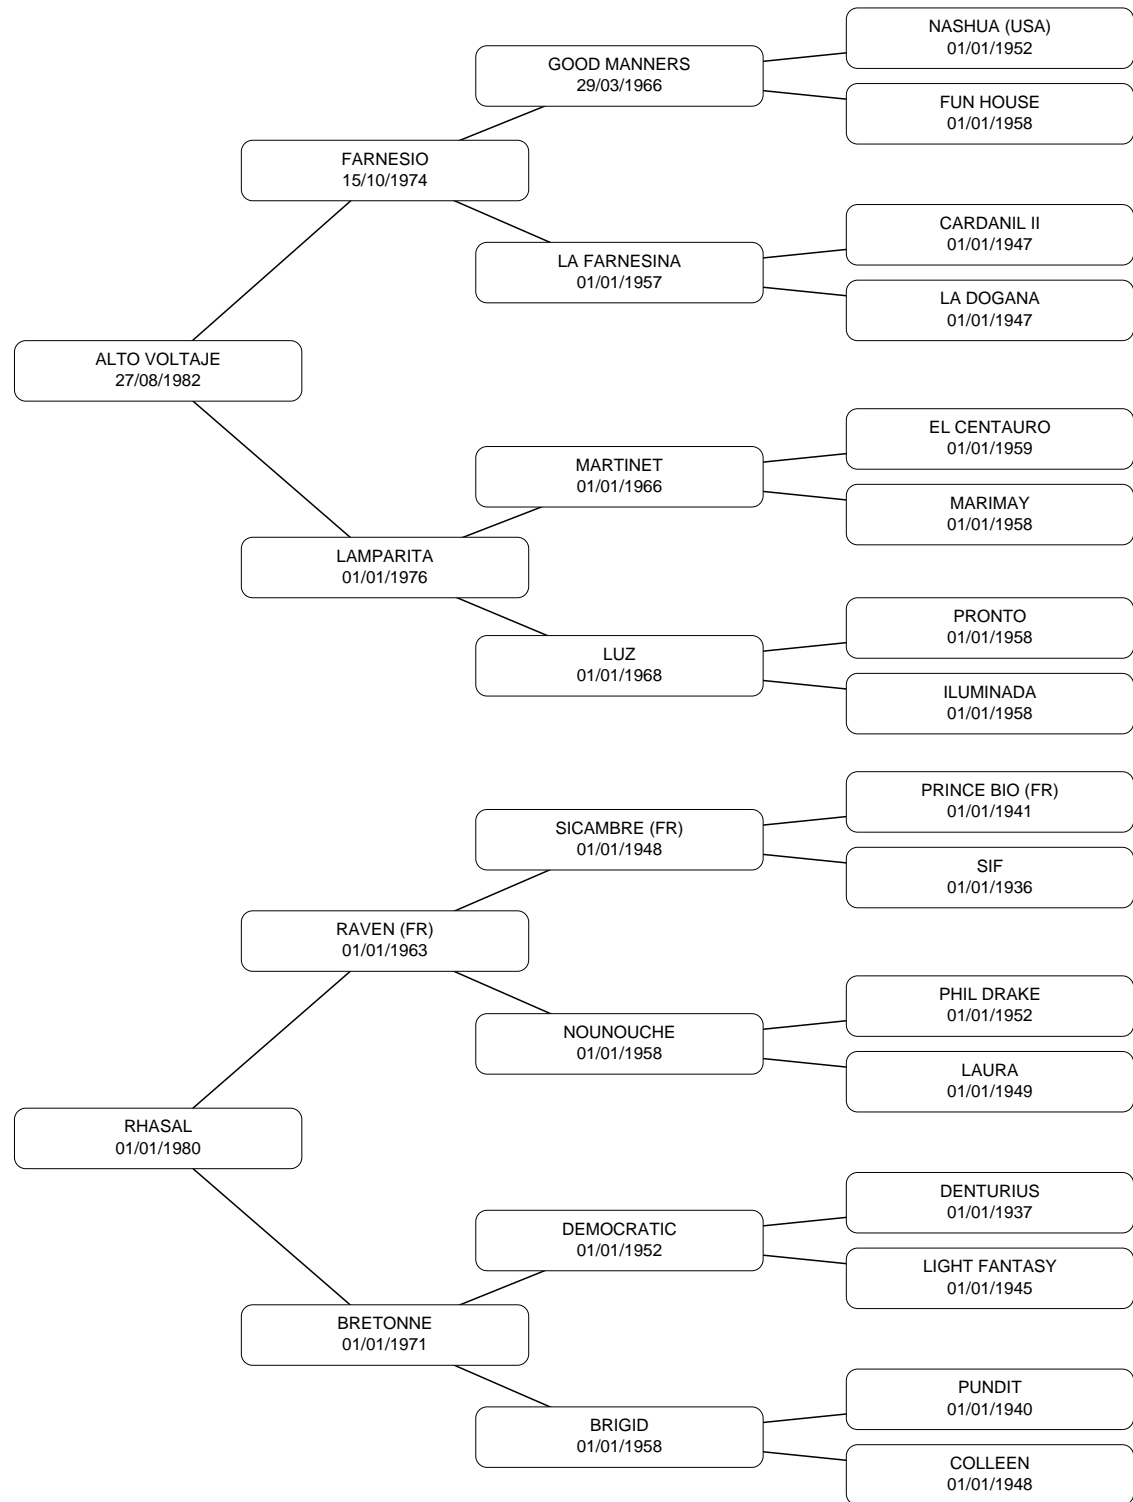 NASHUA (USA)
01/01/1952
GOOD MANNERS
29/03/1966
FUN HOUSE
01/01/1958
FARNESIO
15/10/1974
CARDANIL II
01/01/1947
LA FARNESINA
01/01/1957
LA DOGANA
01/01/1947
ALTO VOLTAJE
27/08/1982
EL CENTAURO
01/01/1959
MARTINET
01/01/1966
MARIMAY
01/01/1958
LAMPARITA
01/01/1976
PRONTO
01/01/1958
LUZ
01/01/1968
ILUMINADA
01/01/1958
PRINCE BIO (FR)
01/01/1941
SICAMBRE (FR)
01/01/1948
SIF
01/01/1936
RAVEN (FR)
01/01/1963
PHIL DRAKE
01/01/1952
NOUNOUCHE
01/01/1958
LAURA
01/01/1949
RHASAL
01/01/1980
DENTURIUS
01/01/1937
DEMOCRATIC
01/01/1952
LIGHT FANTASY
01/01/1945
BRETONNE
01/01/1971
PUNDIT
01/01/1940
BRIGID
01/01/1958
COLLEEN
01/01/1948